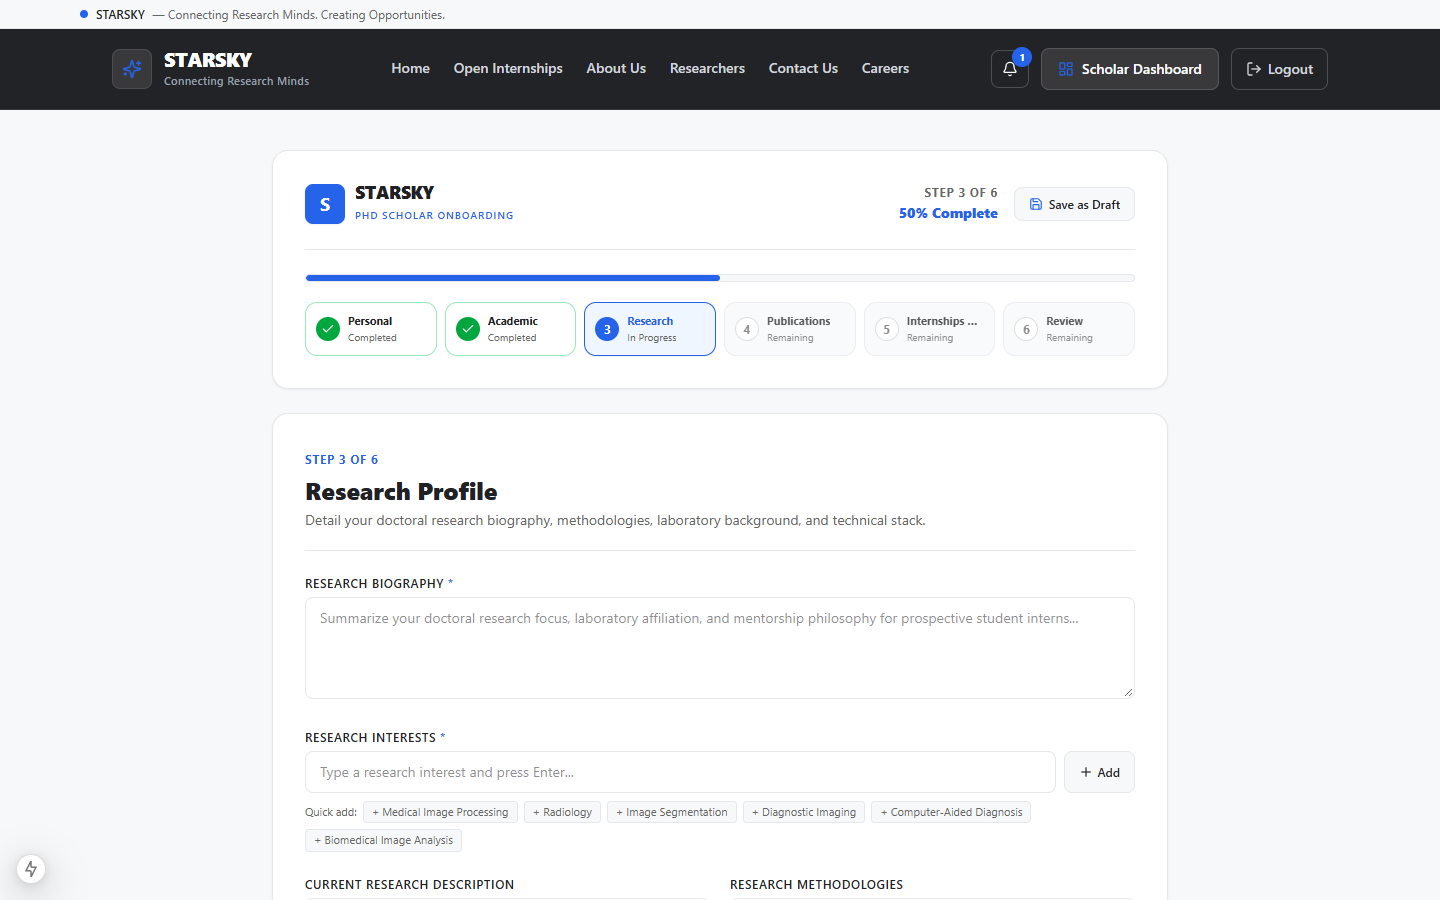 STARSKY — Connecting Research Minds. Creating Opportunities.
STARSKY
Connecting Research Minds
Home Open Internships About Us Researchers Contact Us Careers
1
Scholar Dashboard
Logout
S
STARSKY
PHD SCHOLAR ONBOARDING
STEP 3 OF 6
50% Complete
Save as Draft
Personal
Completed
Academic
Completed
3
Research
In Progress
4
Publications
Remaining
5
Internships ...
Remaining
6
Review
Remaining
STEP 3 OF 6
Research Profile
Detail your doctoral research biography, methodologies, laboratory background, and technical stack.
RESEARCH BIOGRAPHY *
Summarize your doctoral research focus, laboratory affiliation, and mentorship philosophy for prospective student interns...
RESEARCH INTERESTS *
Type a research interest and press Enter...
+ Add
Quick add: + Medical Image Processing + Radiology + Image Segmentation + Diagnostic Imaging + Computer-Aided Diagnosis
+ Biomedical Image Analysis
CURRENT RESEARCH DESCRIPTION
RESEARCH METHODOLOGIES